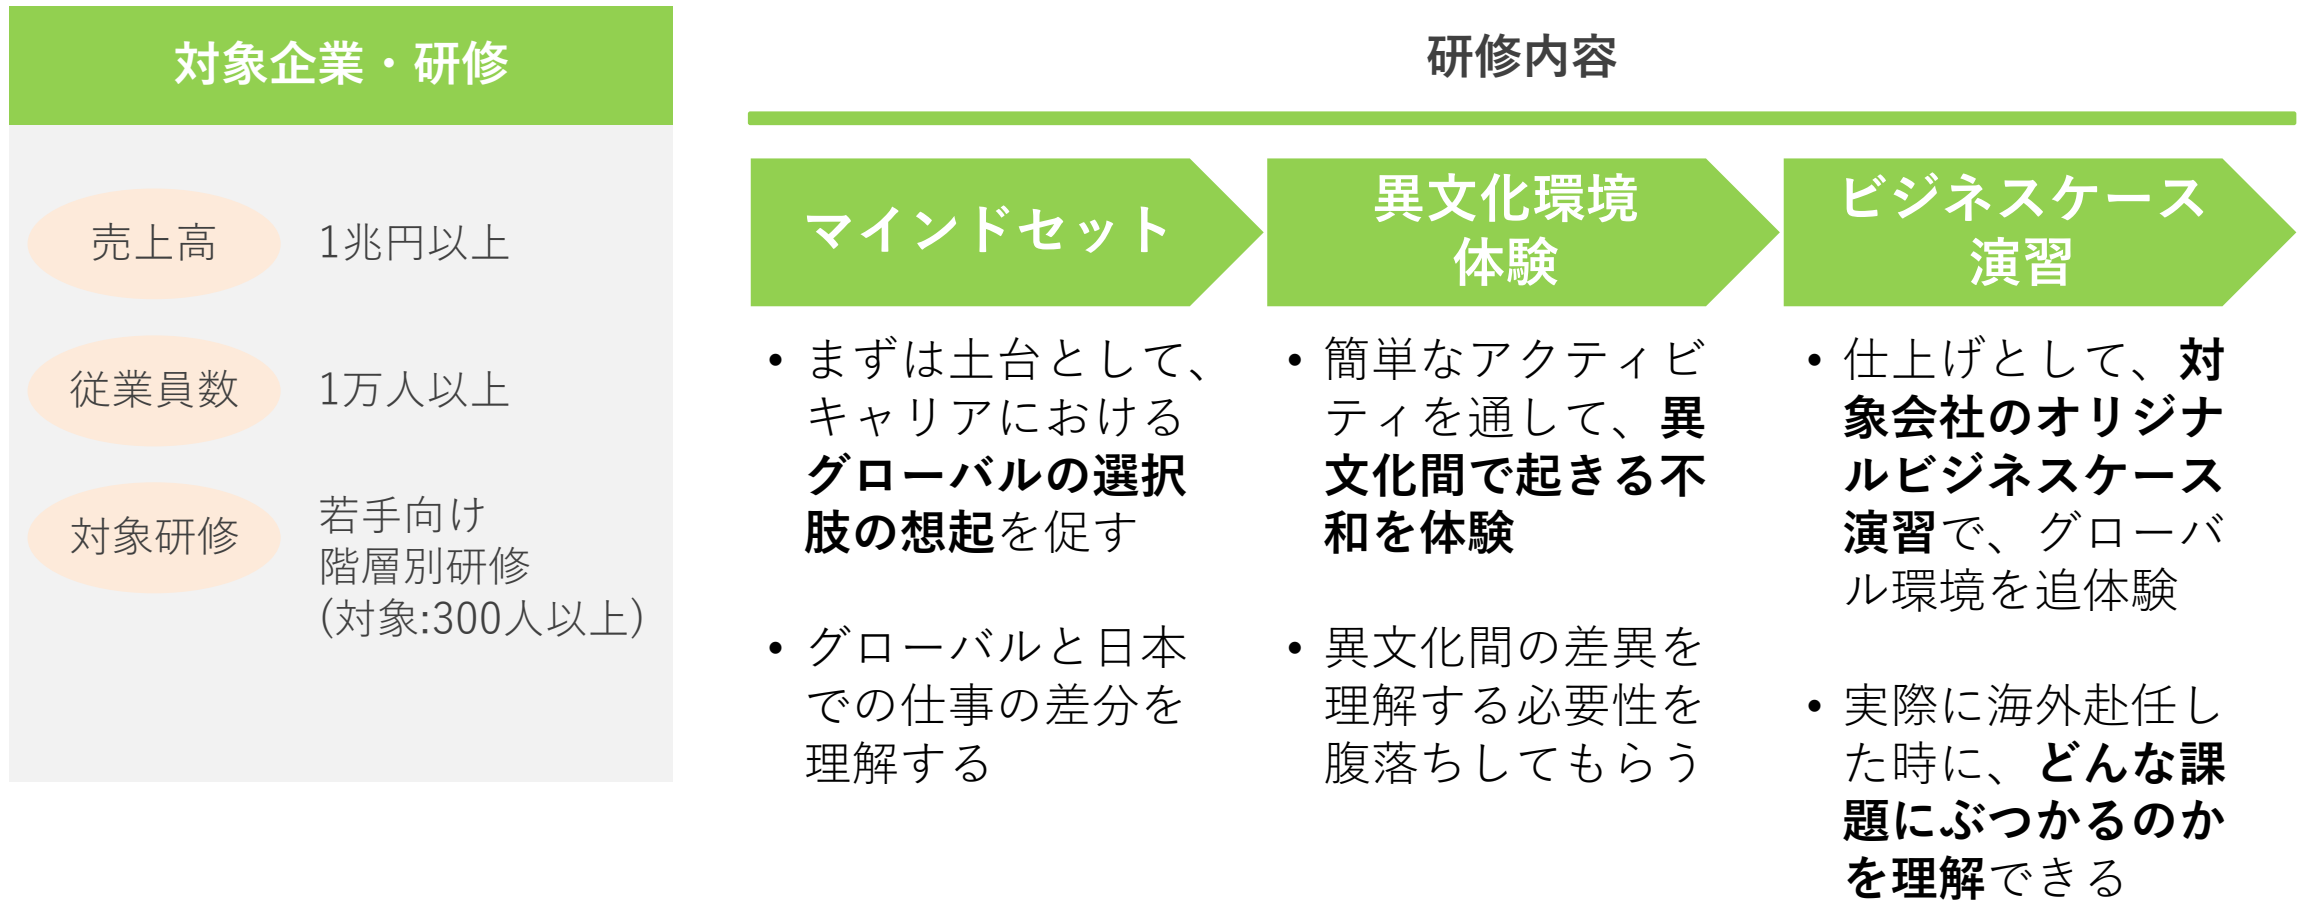 対象企業・研修
売上高
1兆円以上
従業員数
1万人以上
対象研修
若手向け
階層別研修
(対象:300人以上)
研修内容
マインドセット
• まずは土台として、
キャリアにおける
グローバルの選択
肢の想起を促す
• グローバルと日本
での仕事の差分を
理解する
異文化環境
体験
• 簡単なアクティビ
ティを通して、異
文化間で起きる不
和を体験
• 異文化間の差異を
理解する必要性を
腹落ちしてもらう
ビジネスケース
演習
• 仕上げとして、対
象会社のオリジナ
ルビジネスケース
演習で、グローバ
ル環境を追体験
• 実際に海外赴任し
た時に、どんな課
題にぶつかるのか
を理解できる